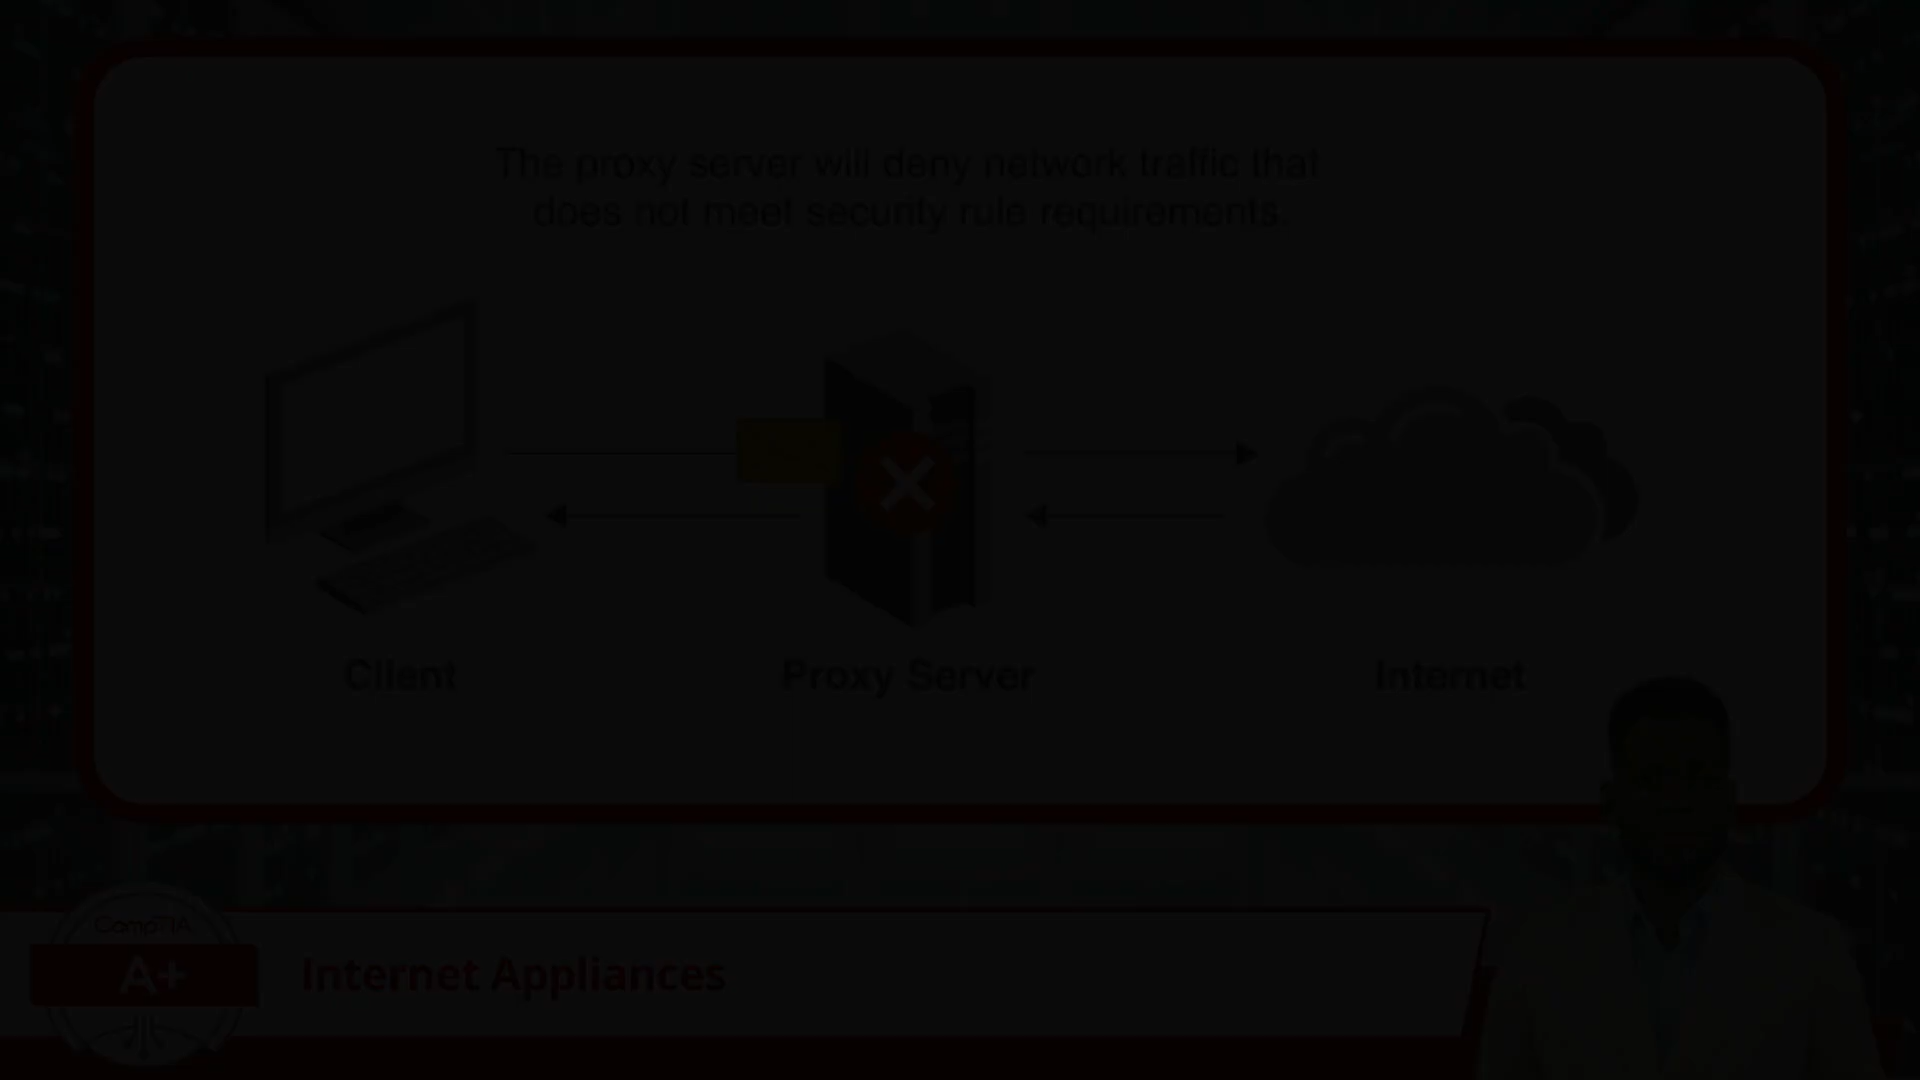 The proxy server will deny network traffic that
does not meet security rule requirements.
Client
Proxy Server
Internet
CompTIA.
A+
Internet Appliances